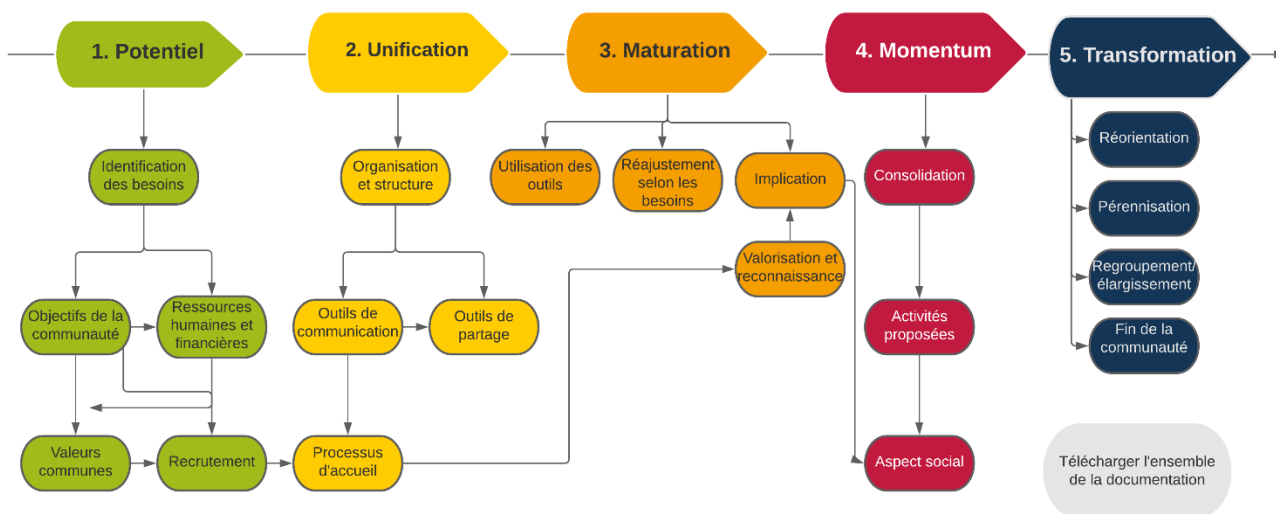 1. Potentiel
2. Unification
3. Maturation
4. Momentum
5. Transformation
Identification
des besoins
Objectifs de la
communauté
Ressources
humaines et
financières
Valeurs
communes
Recrutement
Organisation
et structure
Outils de
communication
Outils de
partage
Processus
d'accueil
Utilisation des
outils
Réajustement
selon les
besoins
Implication
Valorisation et
reconnaissance
Consolidation
Activités
proposées
Aspect social
Réorientation
Pérennisation
Regroupement/
élargissement
Fin de la
communauté
Télécharger l'ensemble
de la documentation